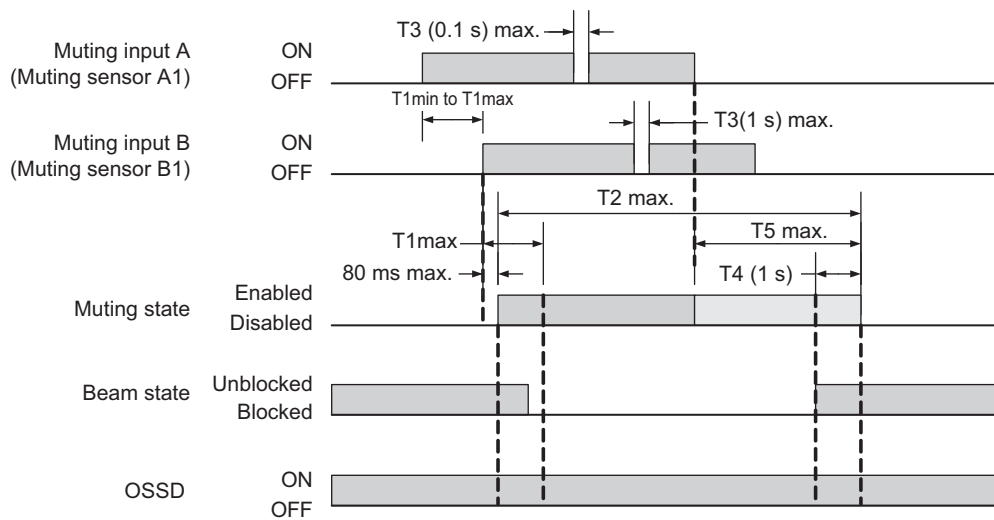 T3 (0.1 s) max.
Muting input A
(Muting sensor A1)
ON
OFF
T1min to T1max
T3(1 s) max.
Muting input B
(Muting sensor B1)
ON
OFF
T2 max.
T1max
T5 max.
80 ms max.
T4 (1 s)
Muting state
Enabled
Disabled
Beam state
Unblocked
Blocked
OSSD
ON
OFF